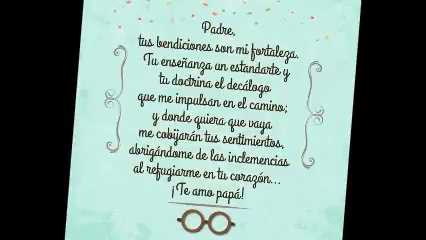 Padre,
tus bendiciones son mi fortaleza.
Tu enseñanza un estandarte y
tu doctrina el decálogo
que me impulsan en el camino;
y donde quiera que vaya
me cobijarán tus sentimientos,
abrigándome de las inclemencias
al refugiarme en tu corazón...
¡Te amo papá!